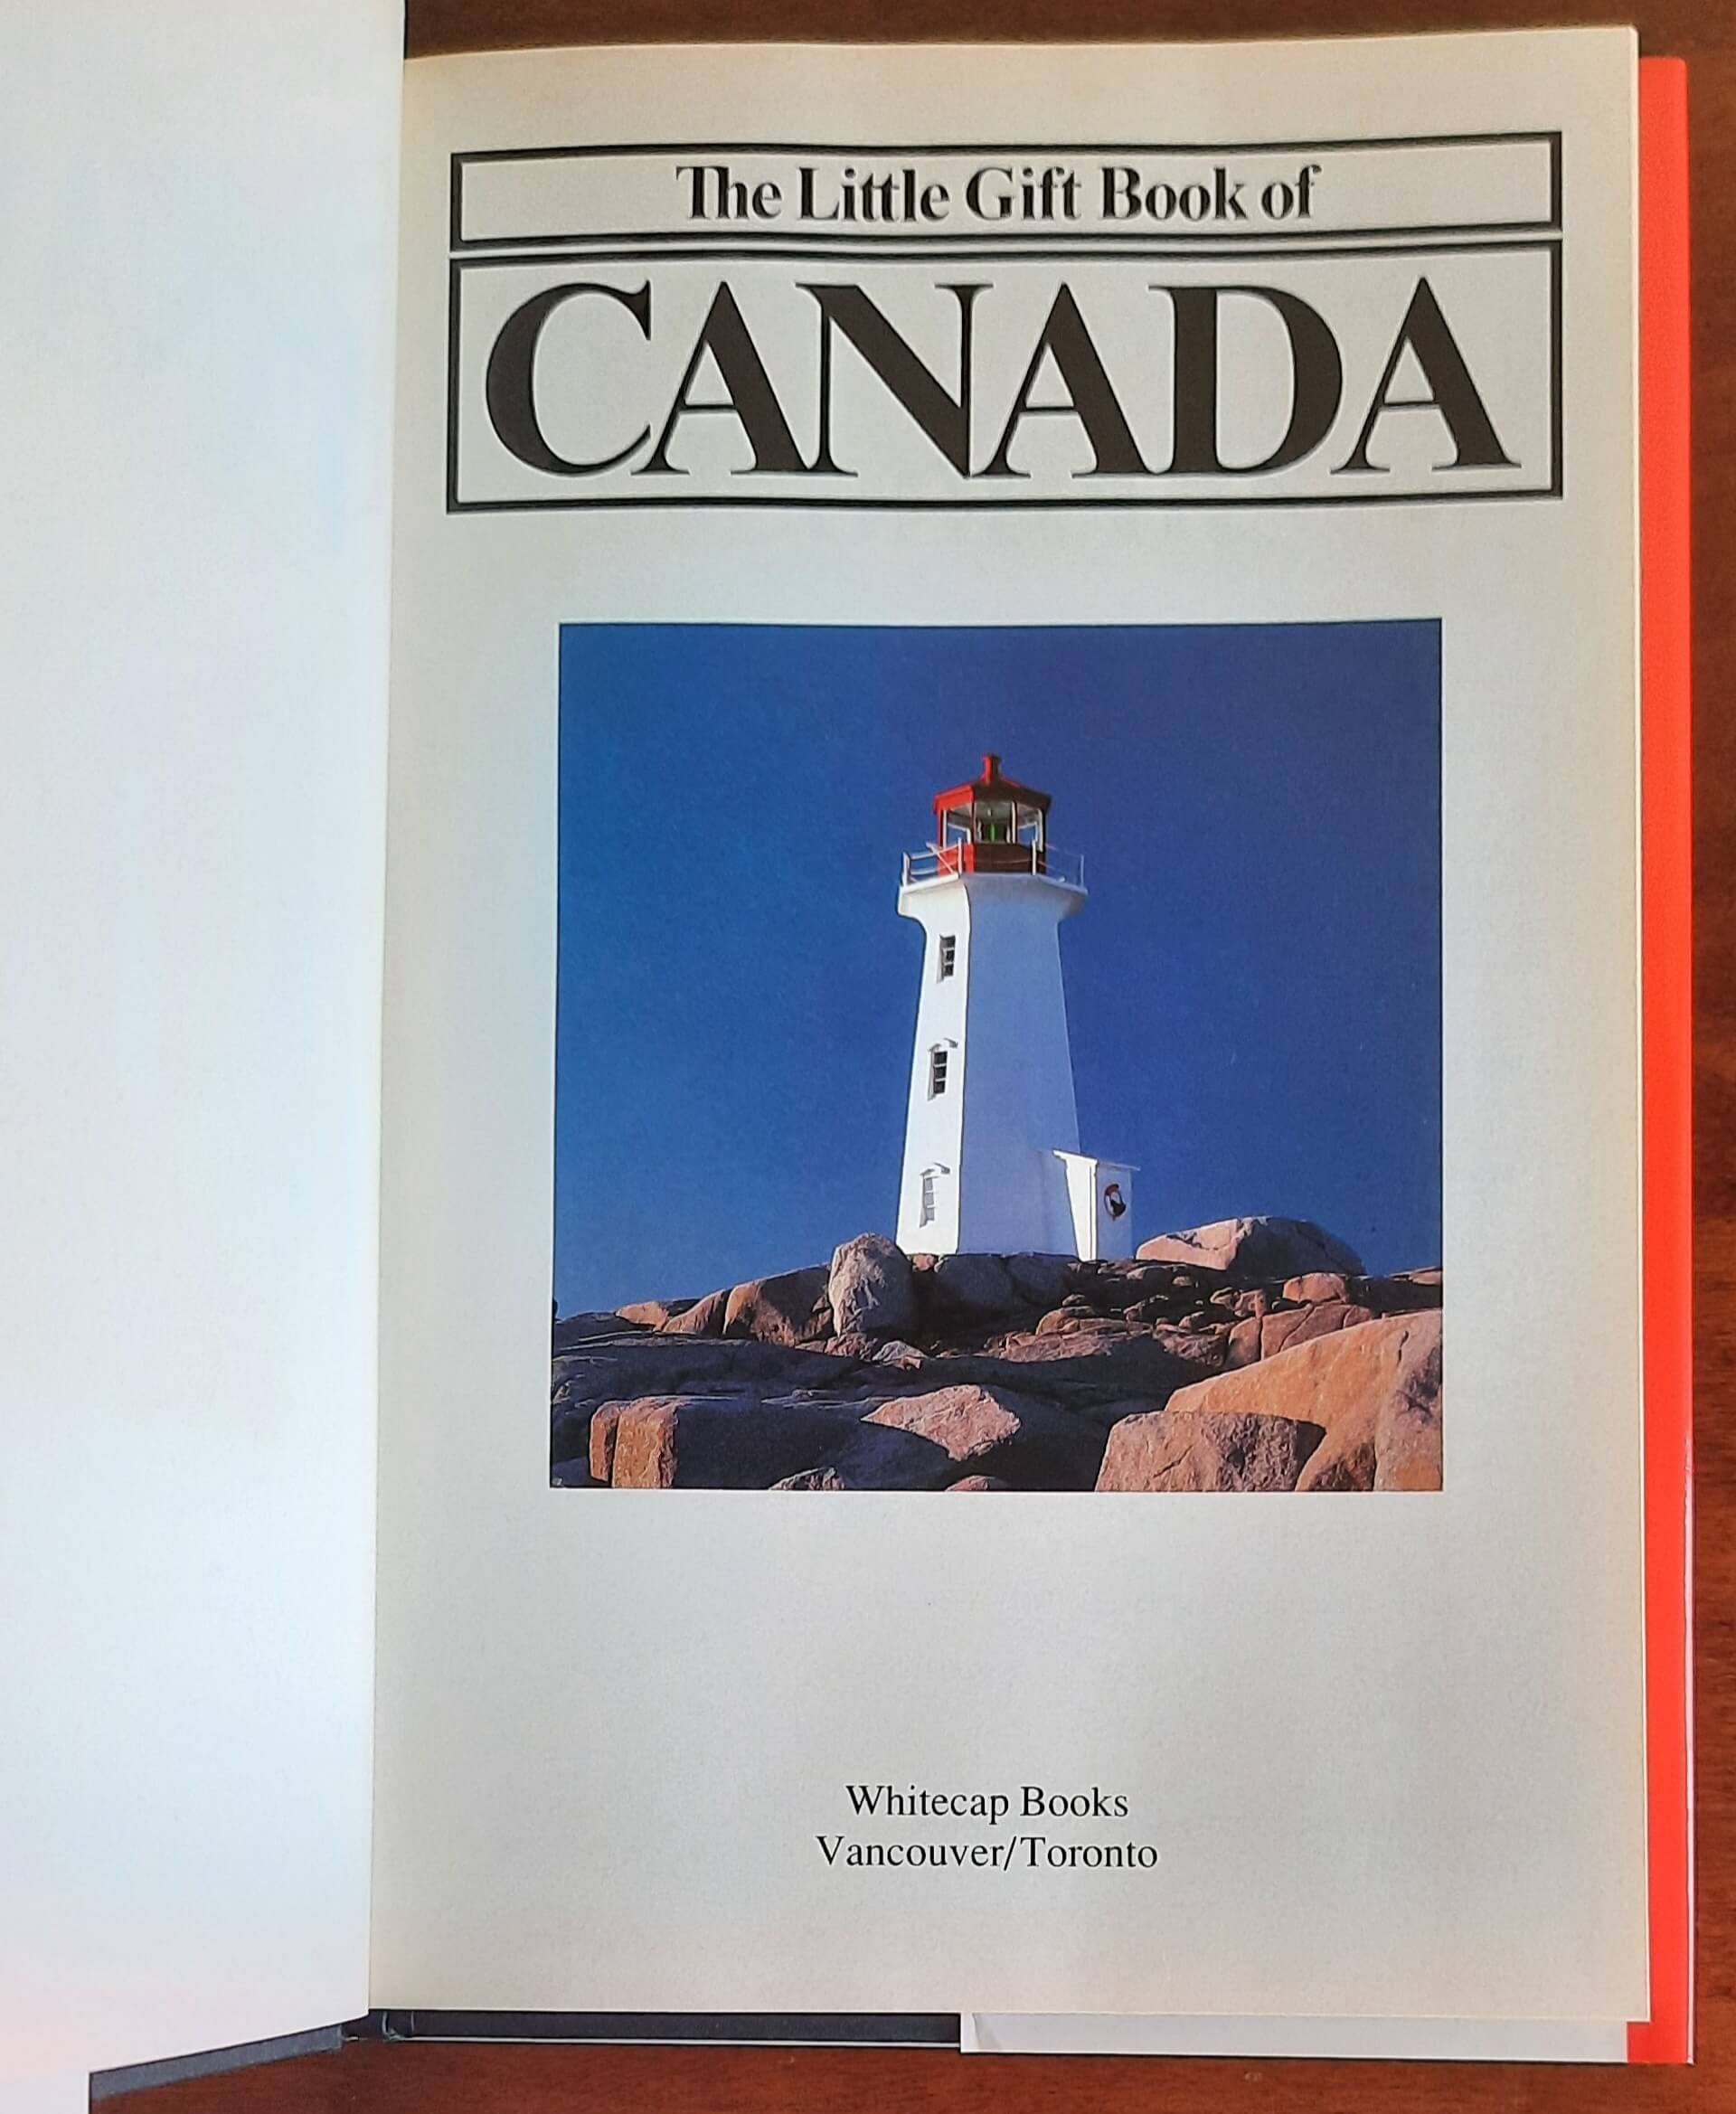 The Little Gift Book of
CANADA
Whitecap Books
Vancouver/Toronto